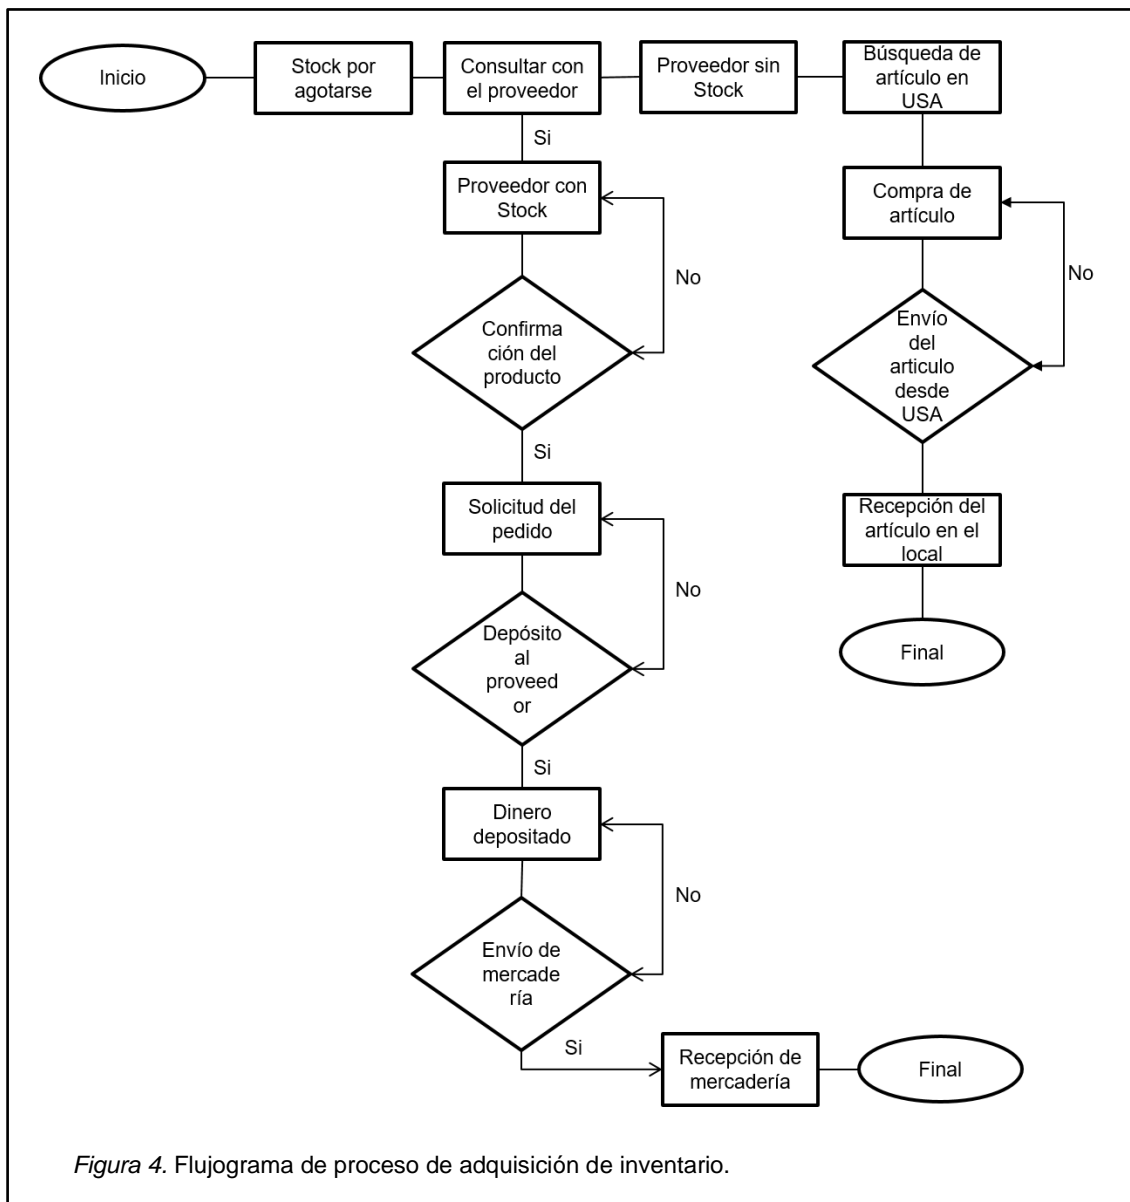 Inicio
Stock por
agotarse
Consultar con
el proveedor
Proveedor sin
Stock
Búsqueda de
artículo en
USA
Si
Proveedor con
Stock
No
Confirma
ción del
producto
Si
Solicitud del
pedido
No
Depósito
al
proveed
or
Si
Dinero
depositado
No
Envío de
mercade
ría
Si
Recepción de
mercadería
Final
Compra de
artículo
No
Envío
del
articulo
desde
USA
Recepción del
artículo en el
local
Final
Figura 4. Flujograma de proceso de adquisición de inventario.